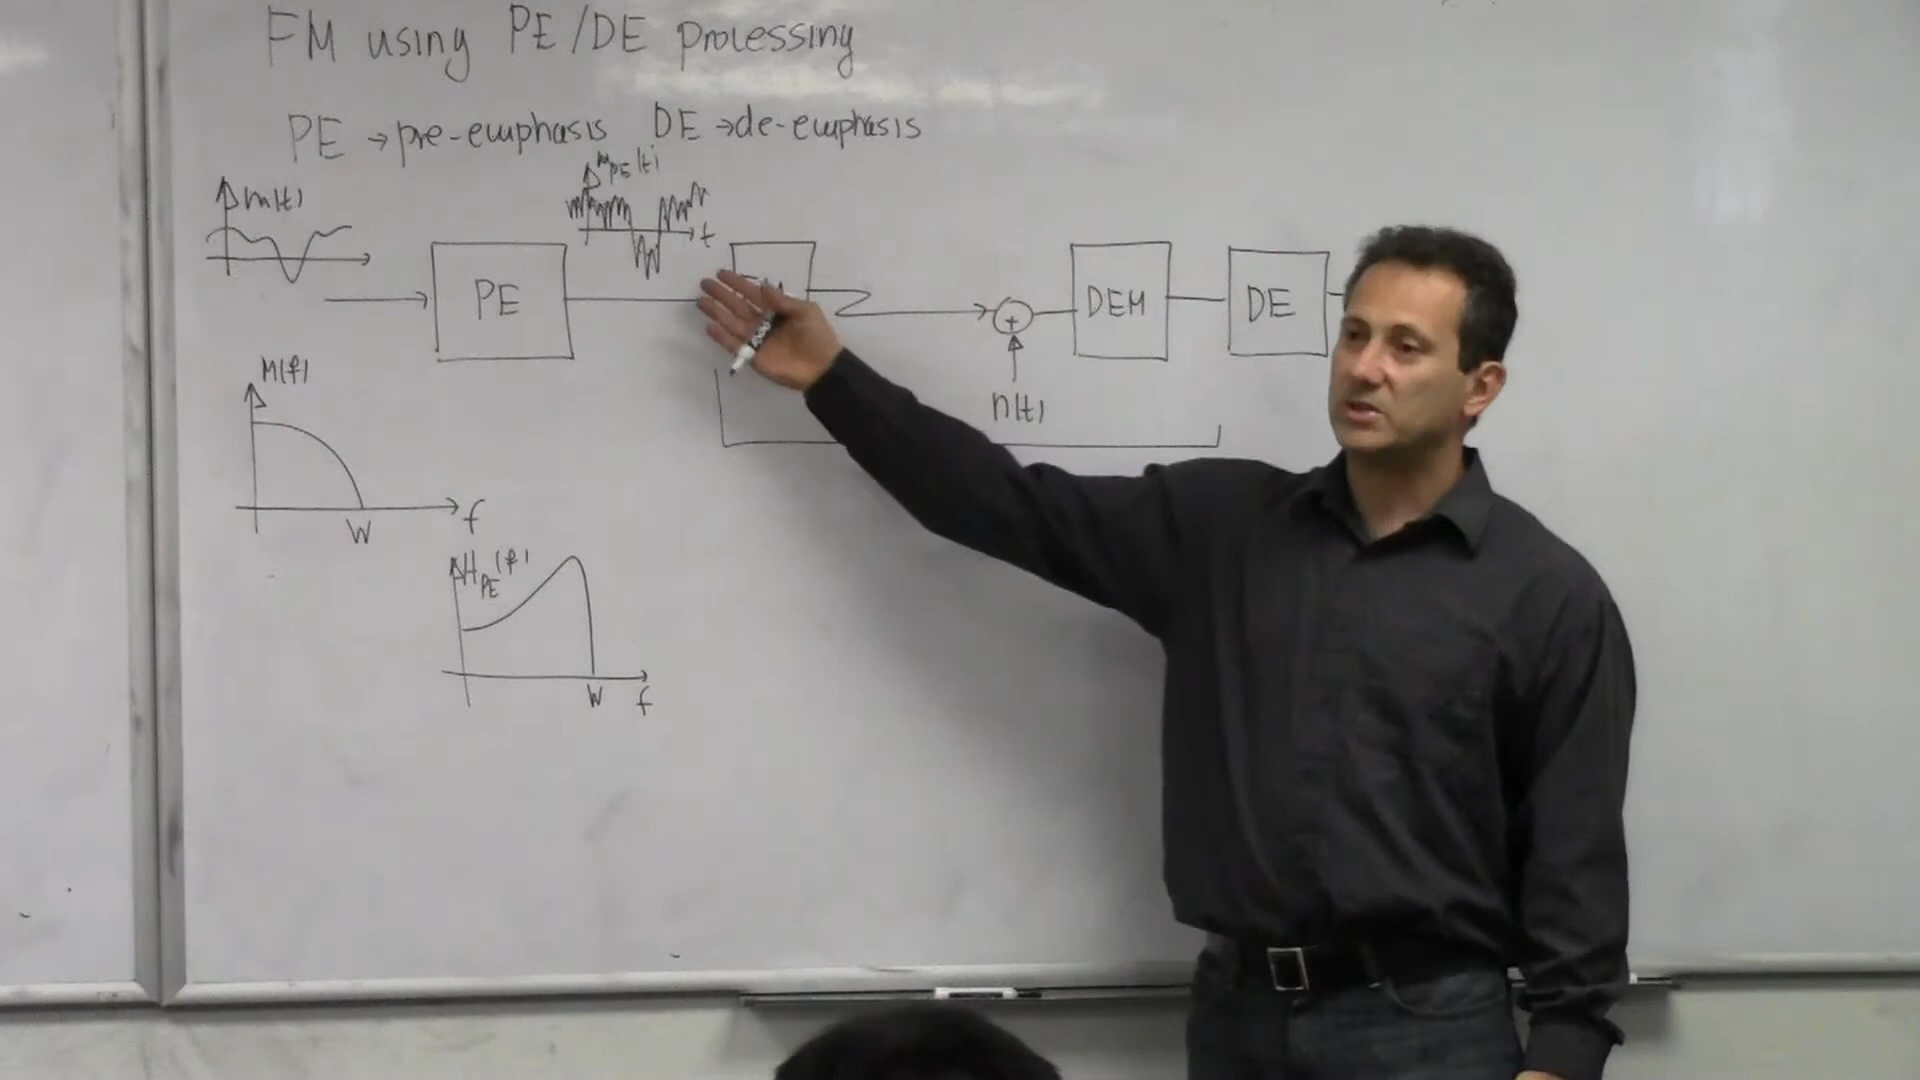 FM using PE/DE processing
PE → pre-emphasis DE → de-emphasis
m(t)
m_PE(t)
t
PE
DEM
DE
+
n(t)
M(f)
W
f
H_PE(f)
W
f